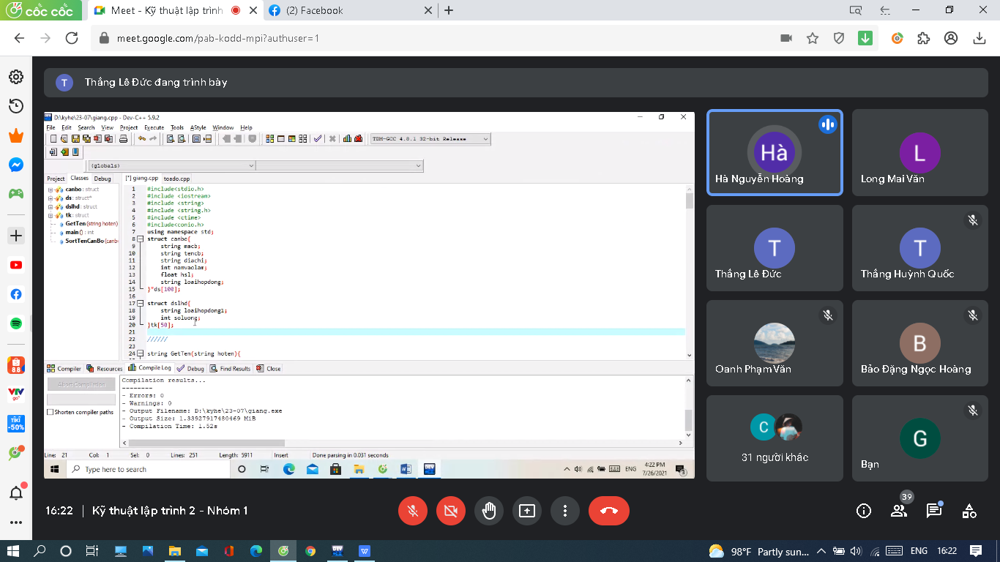 cốc cốc
Meet - Kỹ thuật lập trình
(2) Facebook
meet.google.com/pab-kodd-mpi?authuser=1
T
Thắng Lê Đức đang trình bày
D:\kyhe\23-07\giang.cpp - Dev-C++ 5.9.2
File Edit Search View Project Execute Tools AStyle Window Help
TDM-GCC 4.8.1 32-bit Release
(globals)
Project Classes Debug
[*] giang.cpp toado.cpp
canbo : struct
ds : struct*
dslhd : struct
tk : struct
GetTen (string hoten)
main () : int
SortTenCanBo (canbo
1 #include<stdio.h>
2 #include <iostream>
3 #include <string>
4 #include <string.h>
5 #include <ctime>
6 #include<conio.h>
7 using namespace std;
8 struct canbo{
9 string macb;
10 string tencb;
11 string diachi;
12 int namvaolam;
13 float hsl;
14 string loaihopdong;
15 }*ds[100];
16
17 struct dslhd{
18 string loaihopdong1;
19 int soluong;
20 }tk[50];
21
22 //////
23
24 string GetTen(string hoten){
Compiler Resources Compile Log Debug Find Results Close
Abort Compilation
Shorten compiler paths
Compilation results...
--------
- Errors: 0
- Warnings: 0
- Output Filename: D:\kyhe\23-07\giang.exe
- Output Size: 1.33927917480469 MiB
- Compilation Time: 1.52s
Line: 21 Col: 1 Sel: 0 Lines: 251 Length: 5911 Insert Done parsing in 0.031 seconds
Type here to search
ENG
4:22 PM
7/26/2021
3
Hà
Hà Nguyễn Hoàng
L
Long Mai Văn
T
Thắng Lê Đức
T
Thắng Huỳnh Quốc
Oanh Phạm Văn
B
Bảo Đặng Ngọc Hoàng
C
31 người khác
G
Bạn
8.8
VTV
go
TIKI
-50%
16:22 | Kỹ thuật lập trình 2 - Nhóm 1
39
DEV
W
98°F Partly sun...
ENG
16:22